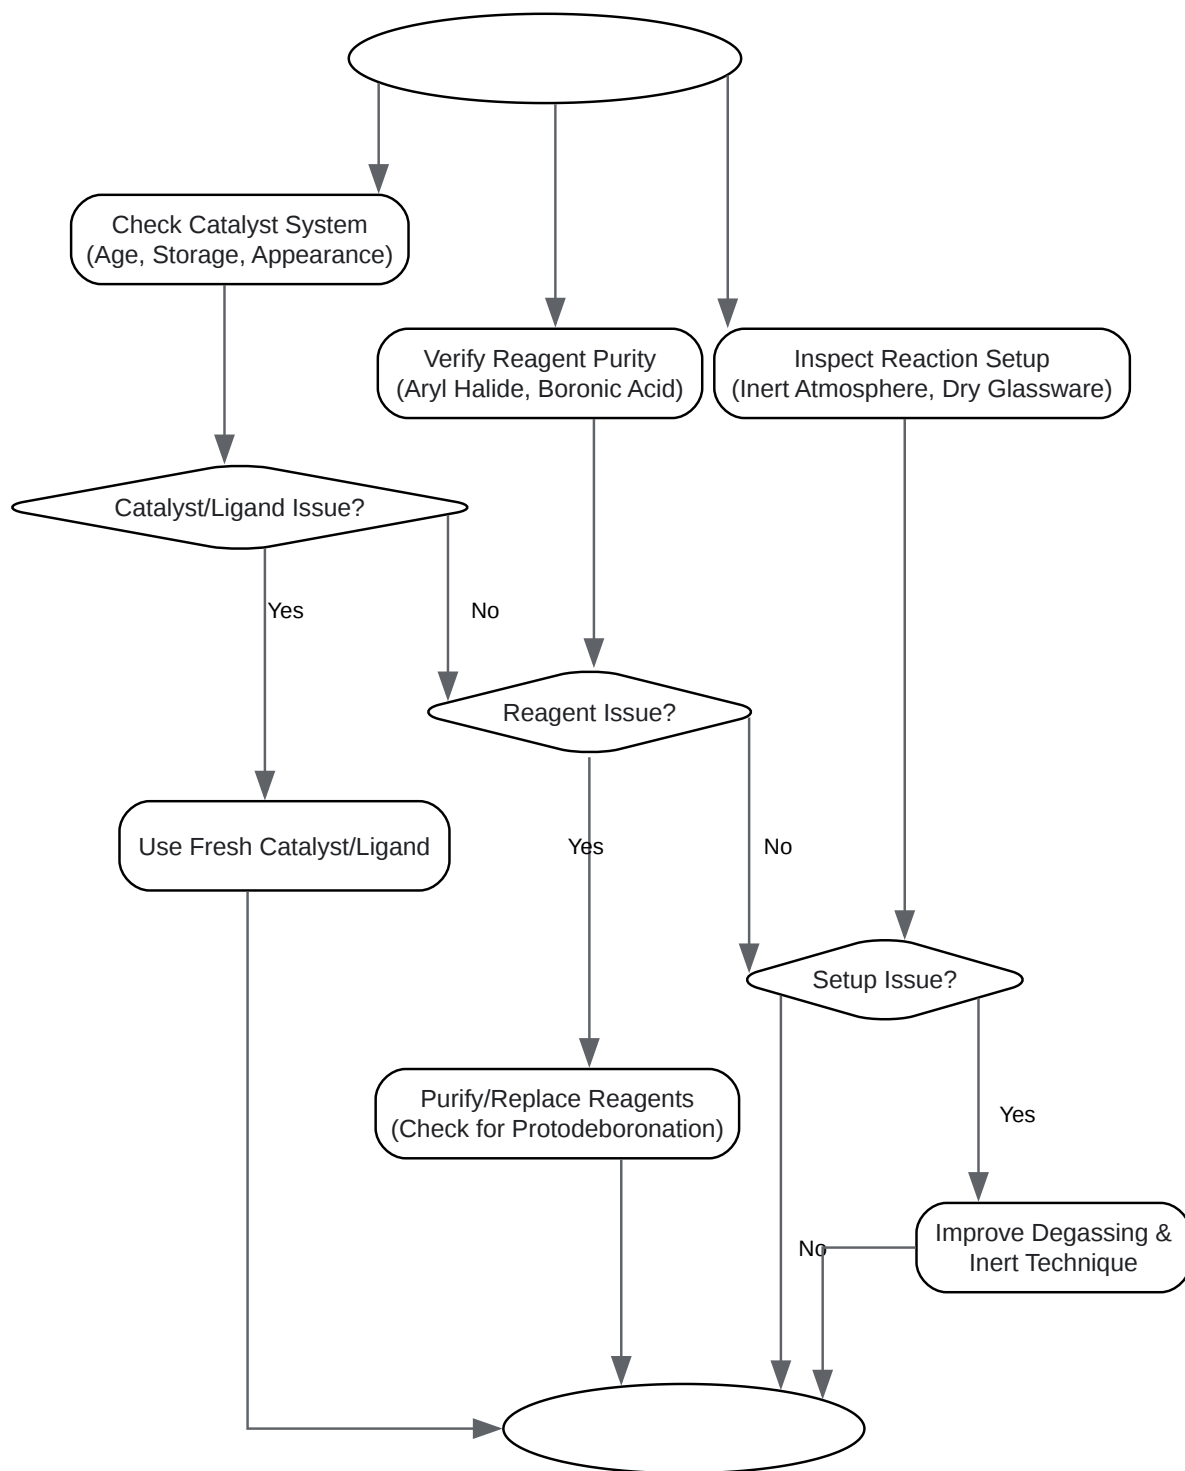 Check Catalyst System
(Age, Storage, Appearance)
Verify Reagent Purity
(Aryl Halide, Boronic Acid)
Inspect Reaction Setup
(Inert Atmosphere, Dry Glassware)
Catalyst/Ligand Issue?
Yes
No
Reagent Issue?
Use Fresh Catalyst/Ligand
Yes
No
Setup Issue?
Purify/Replace Reagents
(Check for Protodeboronation)
Yes
No
Improve Degassing &
Inert Technique